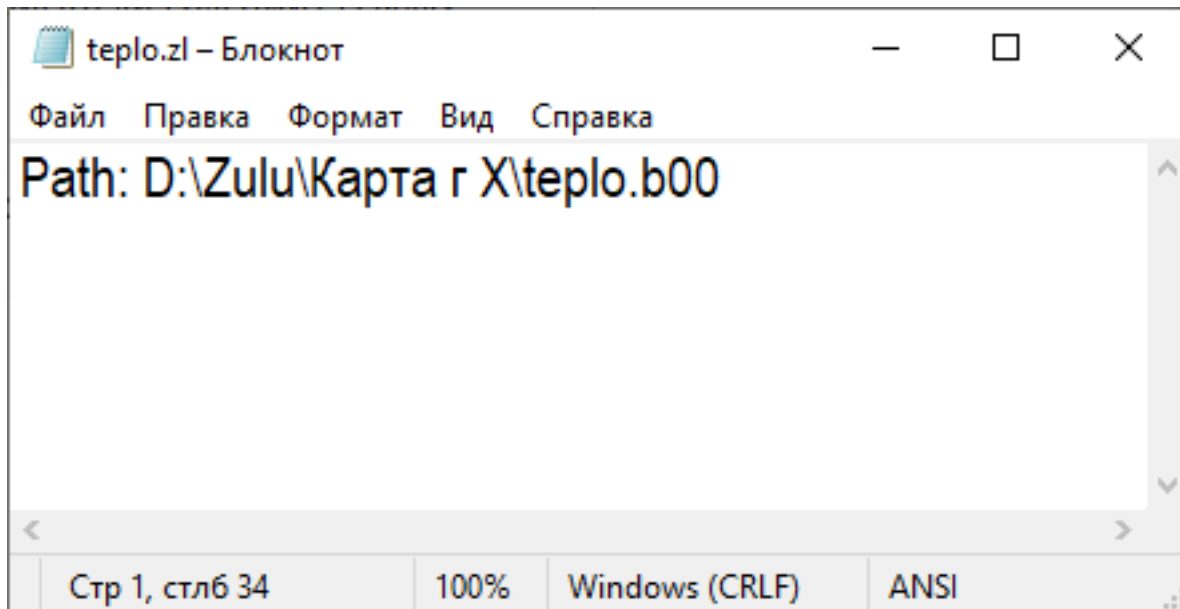 teplo.zl – Блокнот
Файл Правка Формат Вид Справка
Path: D:\Zulu\Карта г X\teplo.b00
Стр 1, стлб 34 100% Windows (CRLF) ANSI